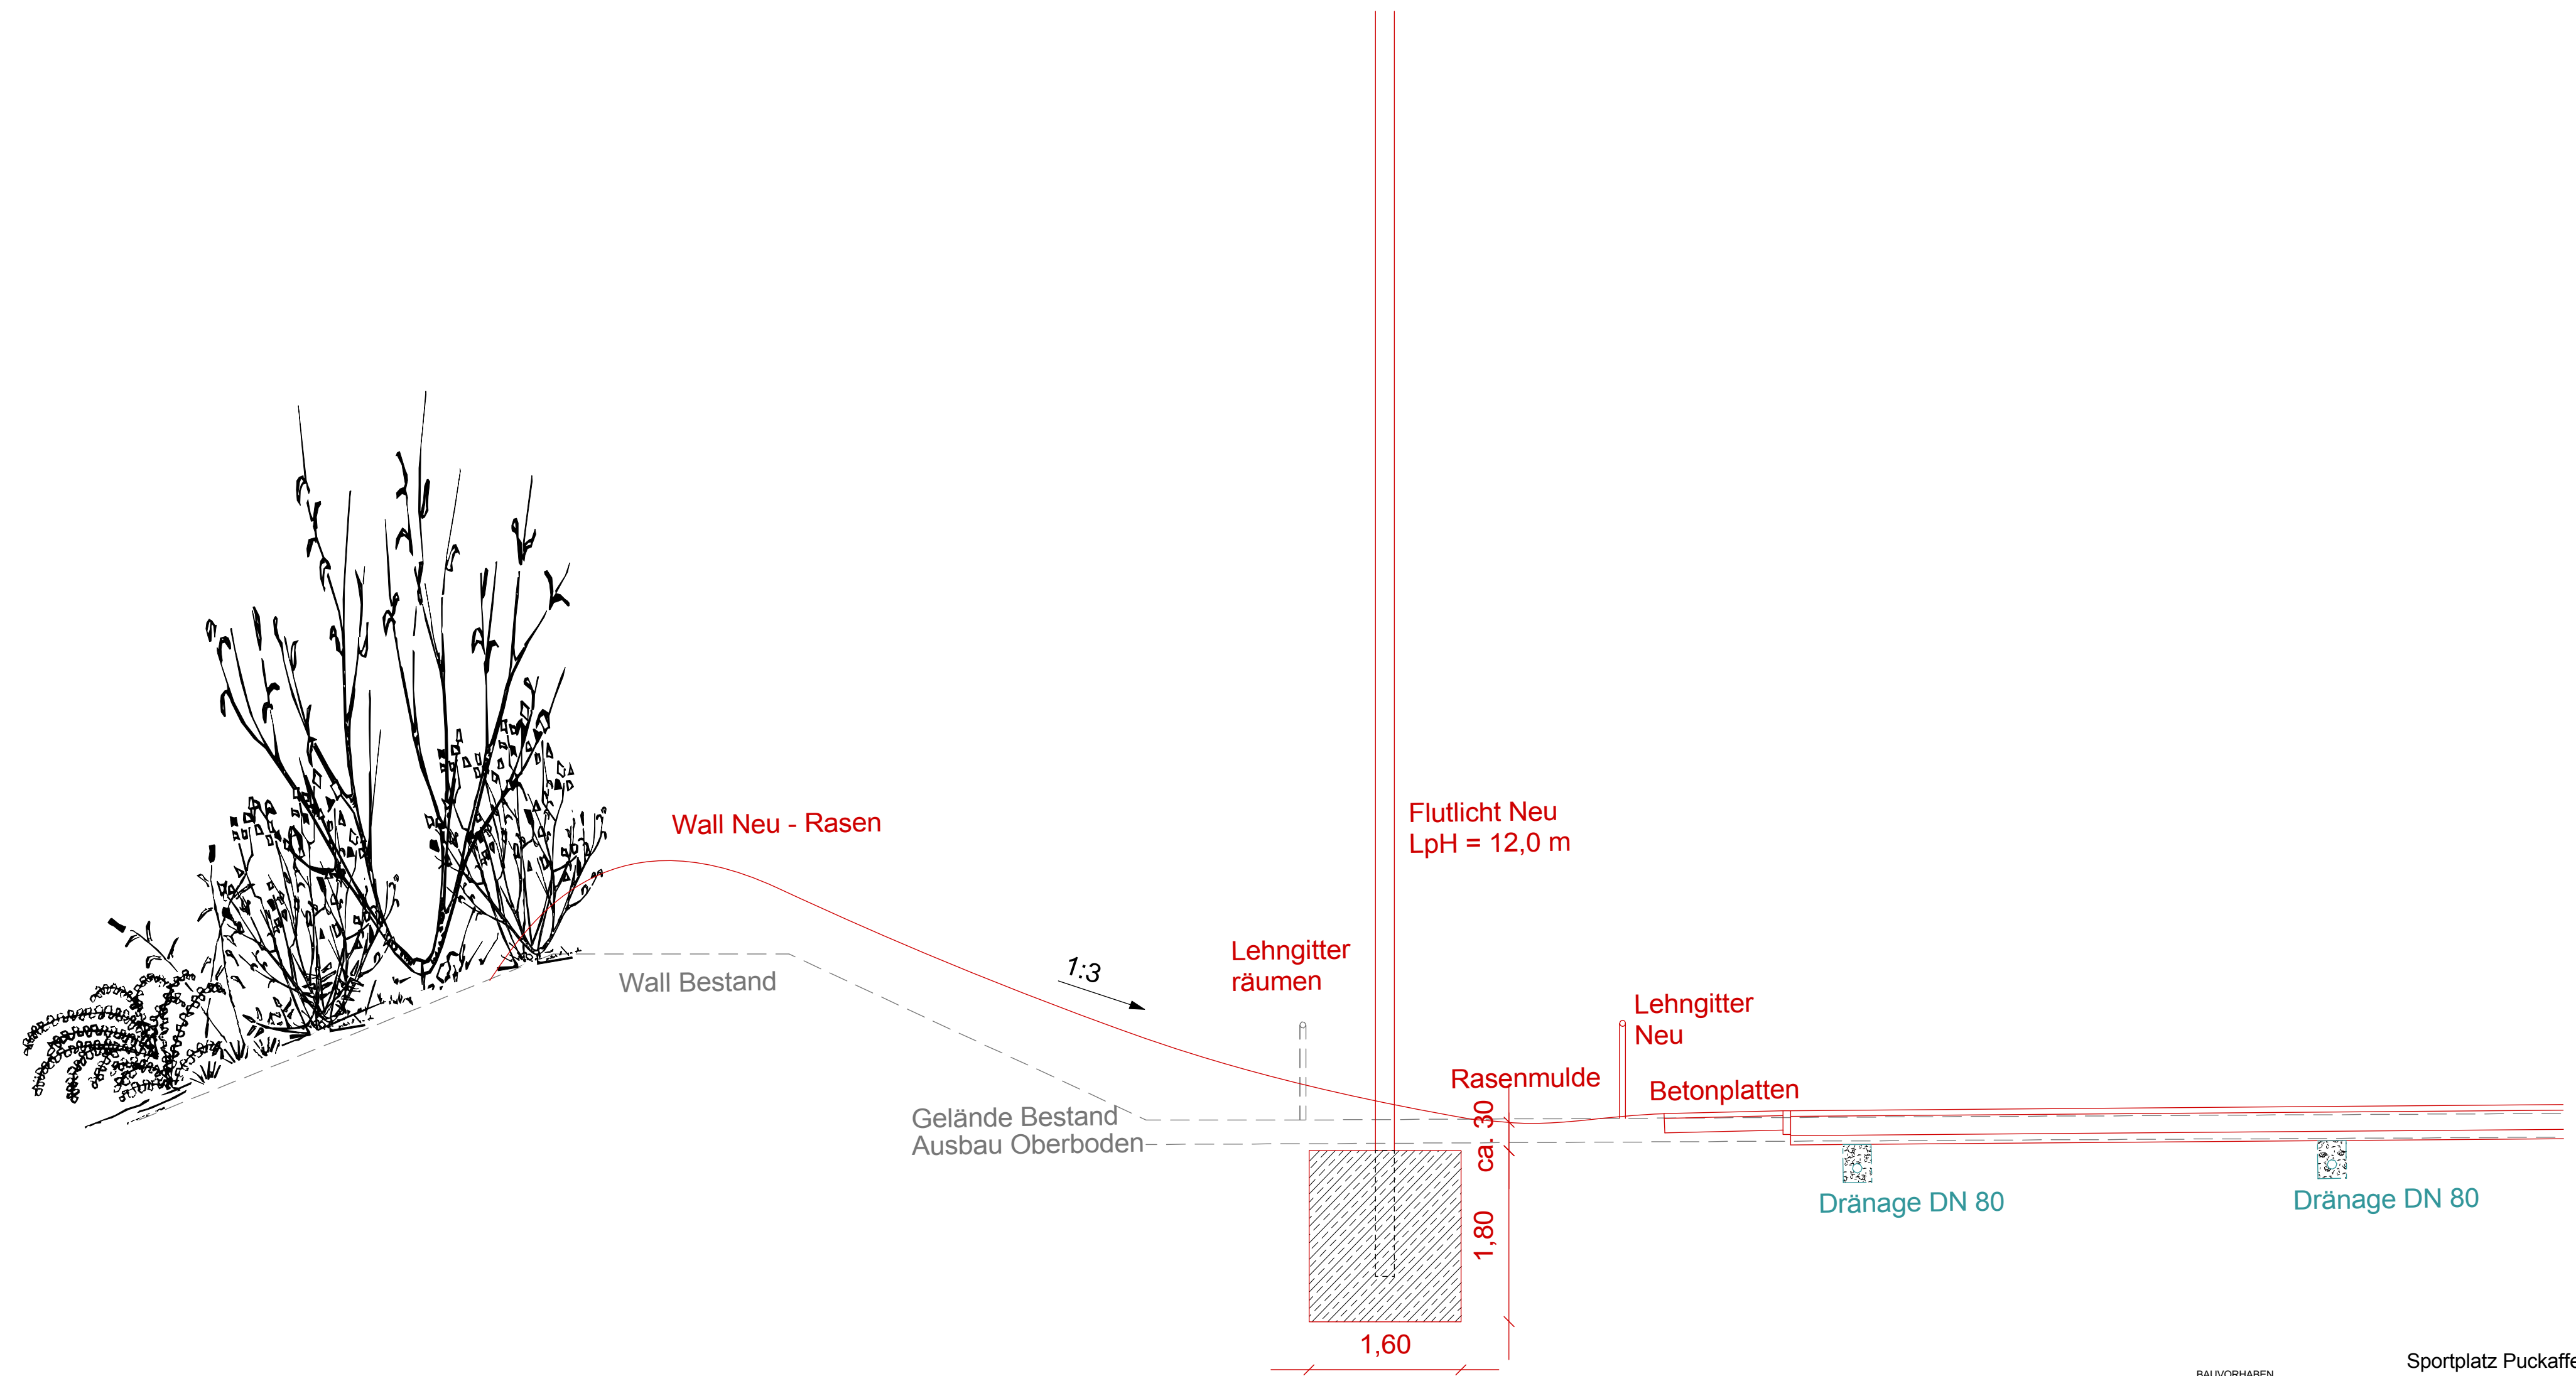 Wall Neu - Rasen
Flutlicht Neu
LpH = 12,0 m
Lehngitter
räumen
1:3
Wall Bestand
Lehngitter
Neu
Rasenmulde
Betonplatten
Gelände Bestand
Ausbau Oberboden
ca. 30
1,80
Dränage DN 80
Dränage DN 80
1,60
Sportplatz Puckaffe
BAUVORHABEN